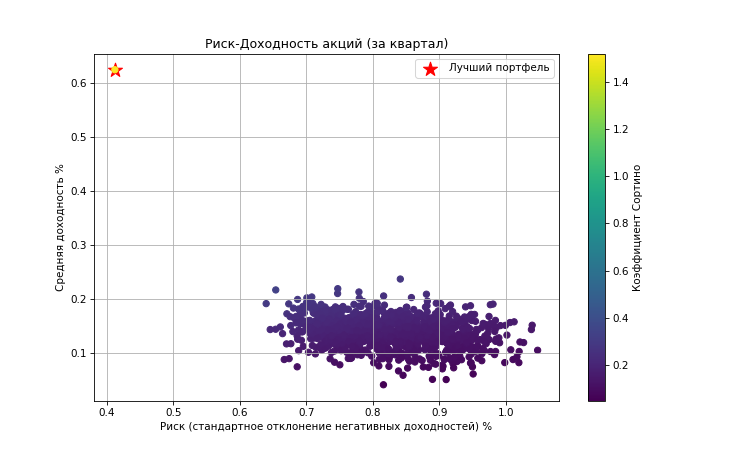 Риск-Доходность акций (за квартал)
Лучший портфель
Средняя доходность %
0.6
0.5
0.4
0.3
0.2
0.1
0.4 0.5 0.6 0.7 0.8 0.9 1.0
Риск (стандартное отклонение негативных доходностей) %
1.4
1.2
1.0
0.8
0.6
0.4
0.2
Коэффициент Сортино